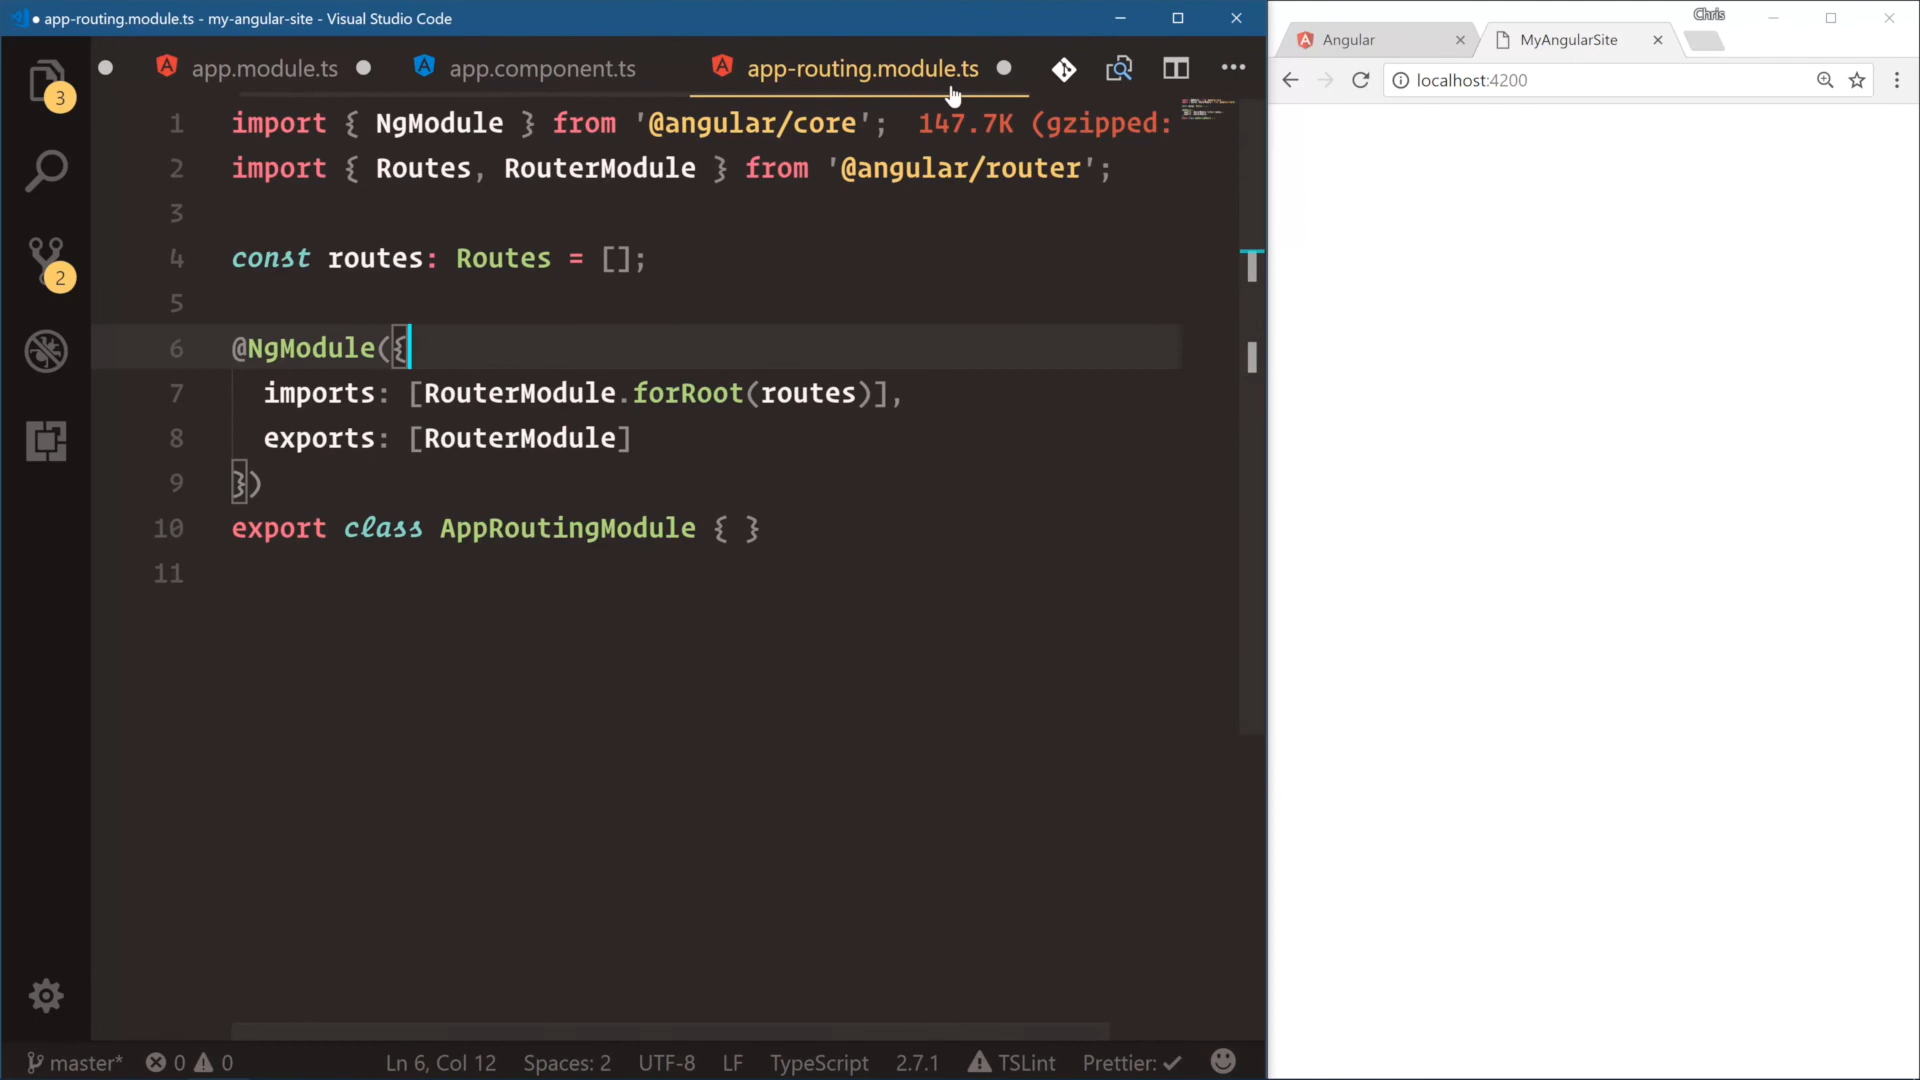 app-routing.module.ts - my-angular-site - Visual Studio Code
app.module.ts
app.component.ts
app-routing.module.ts
3
2
1 import { NgModule } from '@angular/core'; 147.7K (gzipped:
2 import { Routes, RouterModule } from '@angular/router';
3
4 const routes: Routes = [];
5
6 @NgModule({
7 imports: [RouterModule.forRoot(routes)],
8 exports: [RouterModule]
9 })
10 export class AppRoutingModule { }
11
master* 0 0 Ln 6, Col 12 Spaces: 2 UTF-8 LF TypeScript 2.7.1 TSLint Prettier: ✓
Chris
Angular
MyAngularSite
localhost:4200